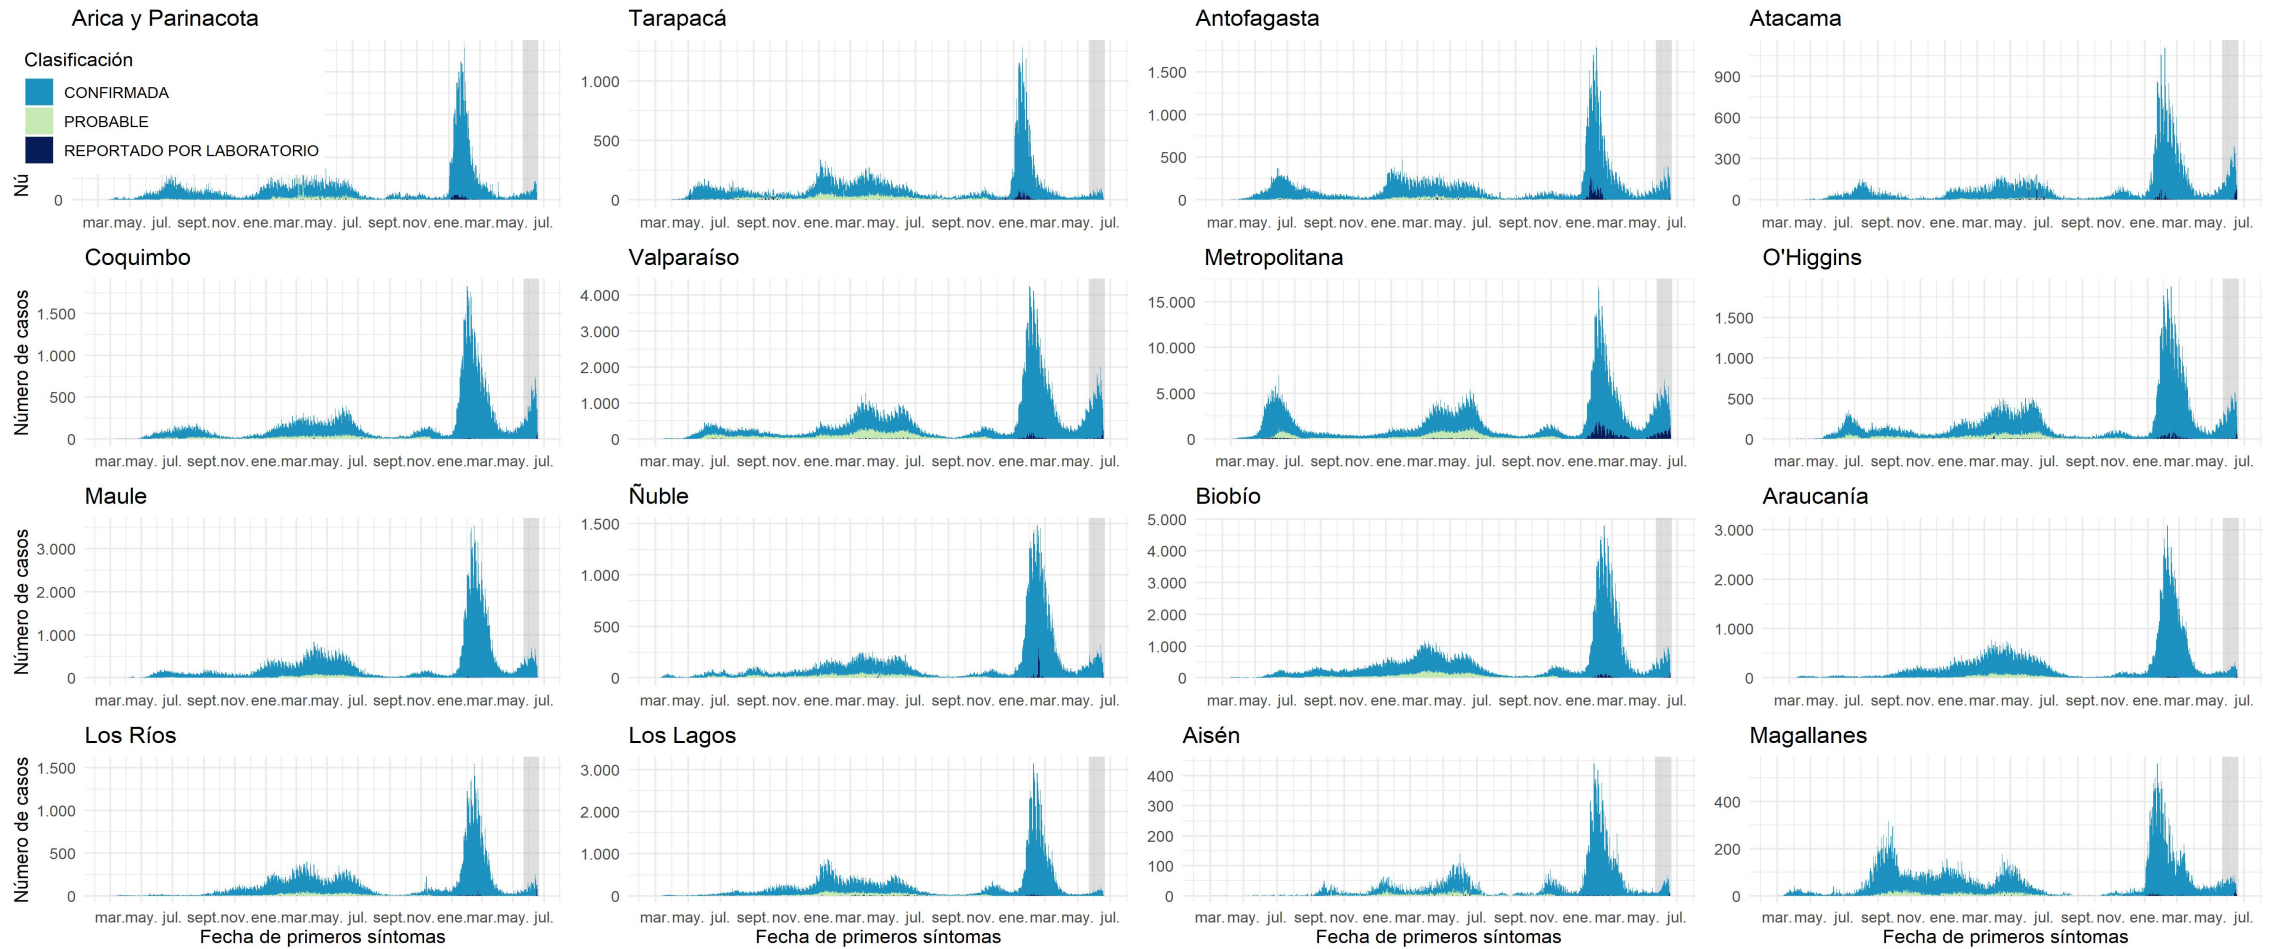 Arica y Parinacota
Clasificación
CONFIRMADA
PROBABLE
REPORTADO POR LABORATORIO
Nú
0
mar. may. jul. sept. nov. ene. mar. may. jul. sept. nov. ene. mar. may. jul.
Tarapacá
1.000
500
0
mar. may. jul. sept. nov. ene. mar. may. jul. sept. nov. ene. mar. may. jul.
Antofagasta
1.500
1.000
500
0
mar. may. jul. sept. nov. ene. mar. may. jul. sept. nov. ene. mar. may. jul.
Atacama
900
600
300
0
mar. may. jul. sept. nov. ene. mar. may. jul. sept. nov. ene. mar. may. jul.
Coquimbo
Número de casos
1.500
1.000
500
0
mar. may. jul. sept. nov. ene. mar. may. jul. sept. nov. ene. mar. may. jul.
Valparaíso
4.000
3.000
2.000
1.000
0
mar. may. jul. sept. nov. ene. mar. may. jul. sept. nov. ene. mar. may. jul.
Metropolitana
15.000
10.000
5.000
0
mar. may. jul. sept. nov. ene. mar. may. jul. sept. nov. ene. mar. may. jul.
O'Higgins
1.500
1.000
500
0
mar. may. jul. sept. nov. ene. mar. may. jul. sept. nov. ene. mar. may. jul.
Maule
Número de casos
3.000
2.000
1.000
0
mar. may. jul. sept. nov. ene. mar. may. jul. sept. nov. ene. mar. may. jul.
Ñuble
1.500
1.000
500
0
mar. may. jul. sept. nov. ene. mar. may. jul. sept. nov. ene. mar. may. jul.
Biobío
5.000
4.000
3.000
2.000
1.000
0
mar. may. jul. sept. nov. ene. mar. may. jul. sept. nov. ene. mar. may. jul.
Araucanía
3.000
2.000
1.000
0
mar. may. jul. sept. nov. ene. mar. may. jul. sept. nov. ene. mar. may. jul.
Los Ríos
Número de casos
1.500
1.000
500
0
mar. may. jul. sept. nov. ene. mar. may. jul. sept. nov. ene. mar. may. jul.
Fecha de primeros síntomas
Los Lagos
3.000
2.000
1.000
0
mar. may. jul. sept. nov. ene. mar. may. jul. sept. nov. ene. mar. may. jul.
Fecha de primeros síntomas
Aisén
400
300
200
100
0
mar. may. jul. sept. nov. ene. mar. may. jul. sept. nov. ene. mar. may. jul.
Fecha de primeros síntomas
Magallanes
400
200
0
mar. may. jul. sept. nov. ene. mar. may. jul. sept. nov. ene. mar. may. jul.
Fecha de primeros síntomas